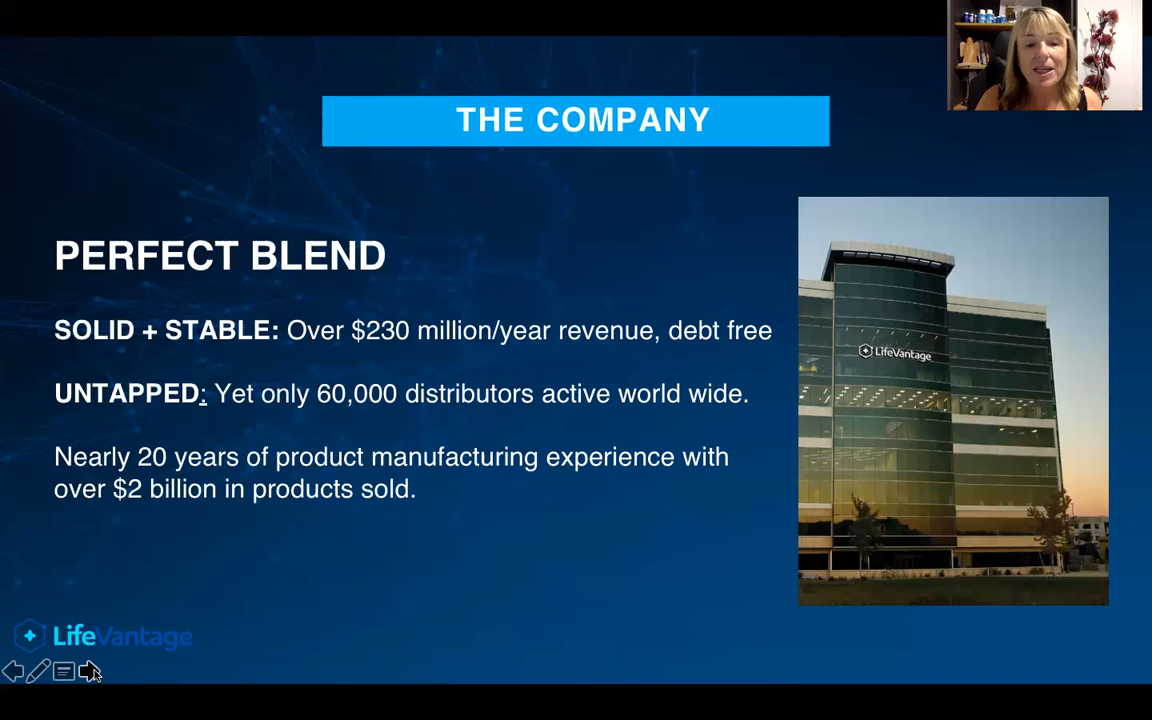 THE COMPANY
PERFECT BLEND
SOLID + STABLE: Over $230 million/year revenue, debt free
LifeVantage
UNTAPPED: Yet only 60,000 distributors active world wide.
Nearly 20 years of product manufacturing experience with
over $2 billion in products sold.
LifeVantage